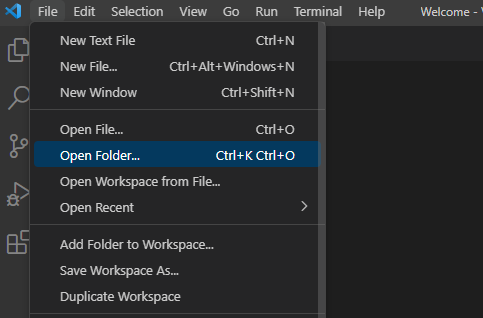 File Edit Selection View Go Run Terminal Help Welcome -
New Text File Ctrl+N
New File... Ctrl+Alt+Windows+N
New Window Ctrl+Shift+N
Open File... Ctrl+O
Open Folder... Ctrl+K Ctrl+O
Open Workspace from File...
Open Recent
Add Folder to Workspace...
Save Workspace As...
Duplicate Workspace